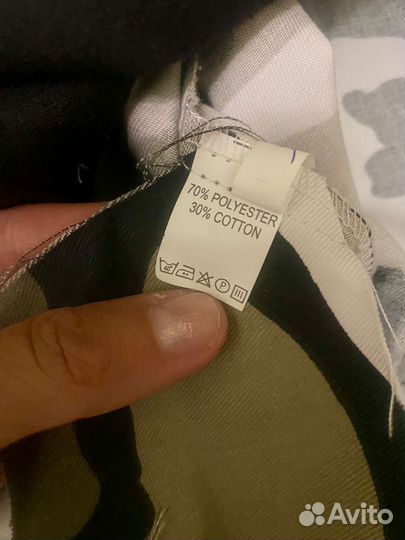 70% POLYESTER
30% COTTON
P
Avito